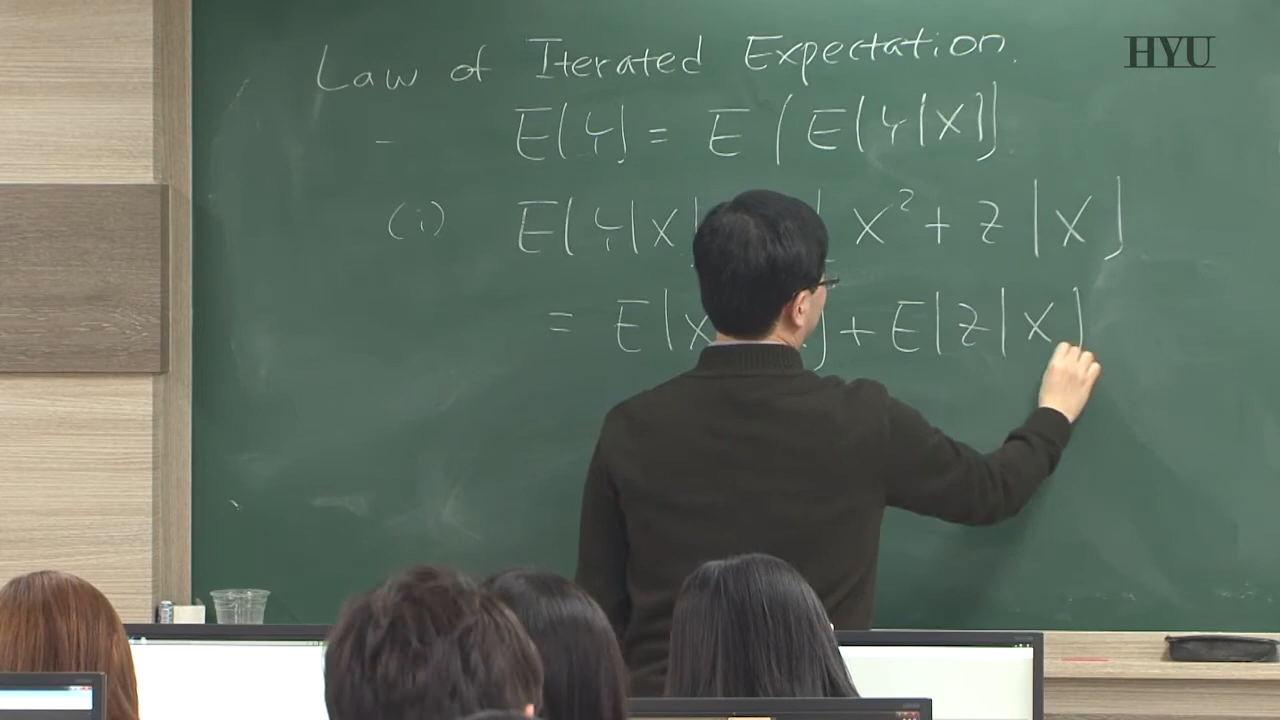 HYU
Law of Iterated Expectation.
- E[Y] = E[E[Y|X]]
(i) E[Y|X] X² + Z | X]
= E[X ] + E[Z|X]